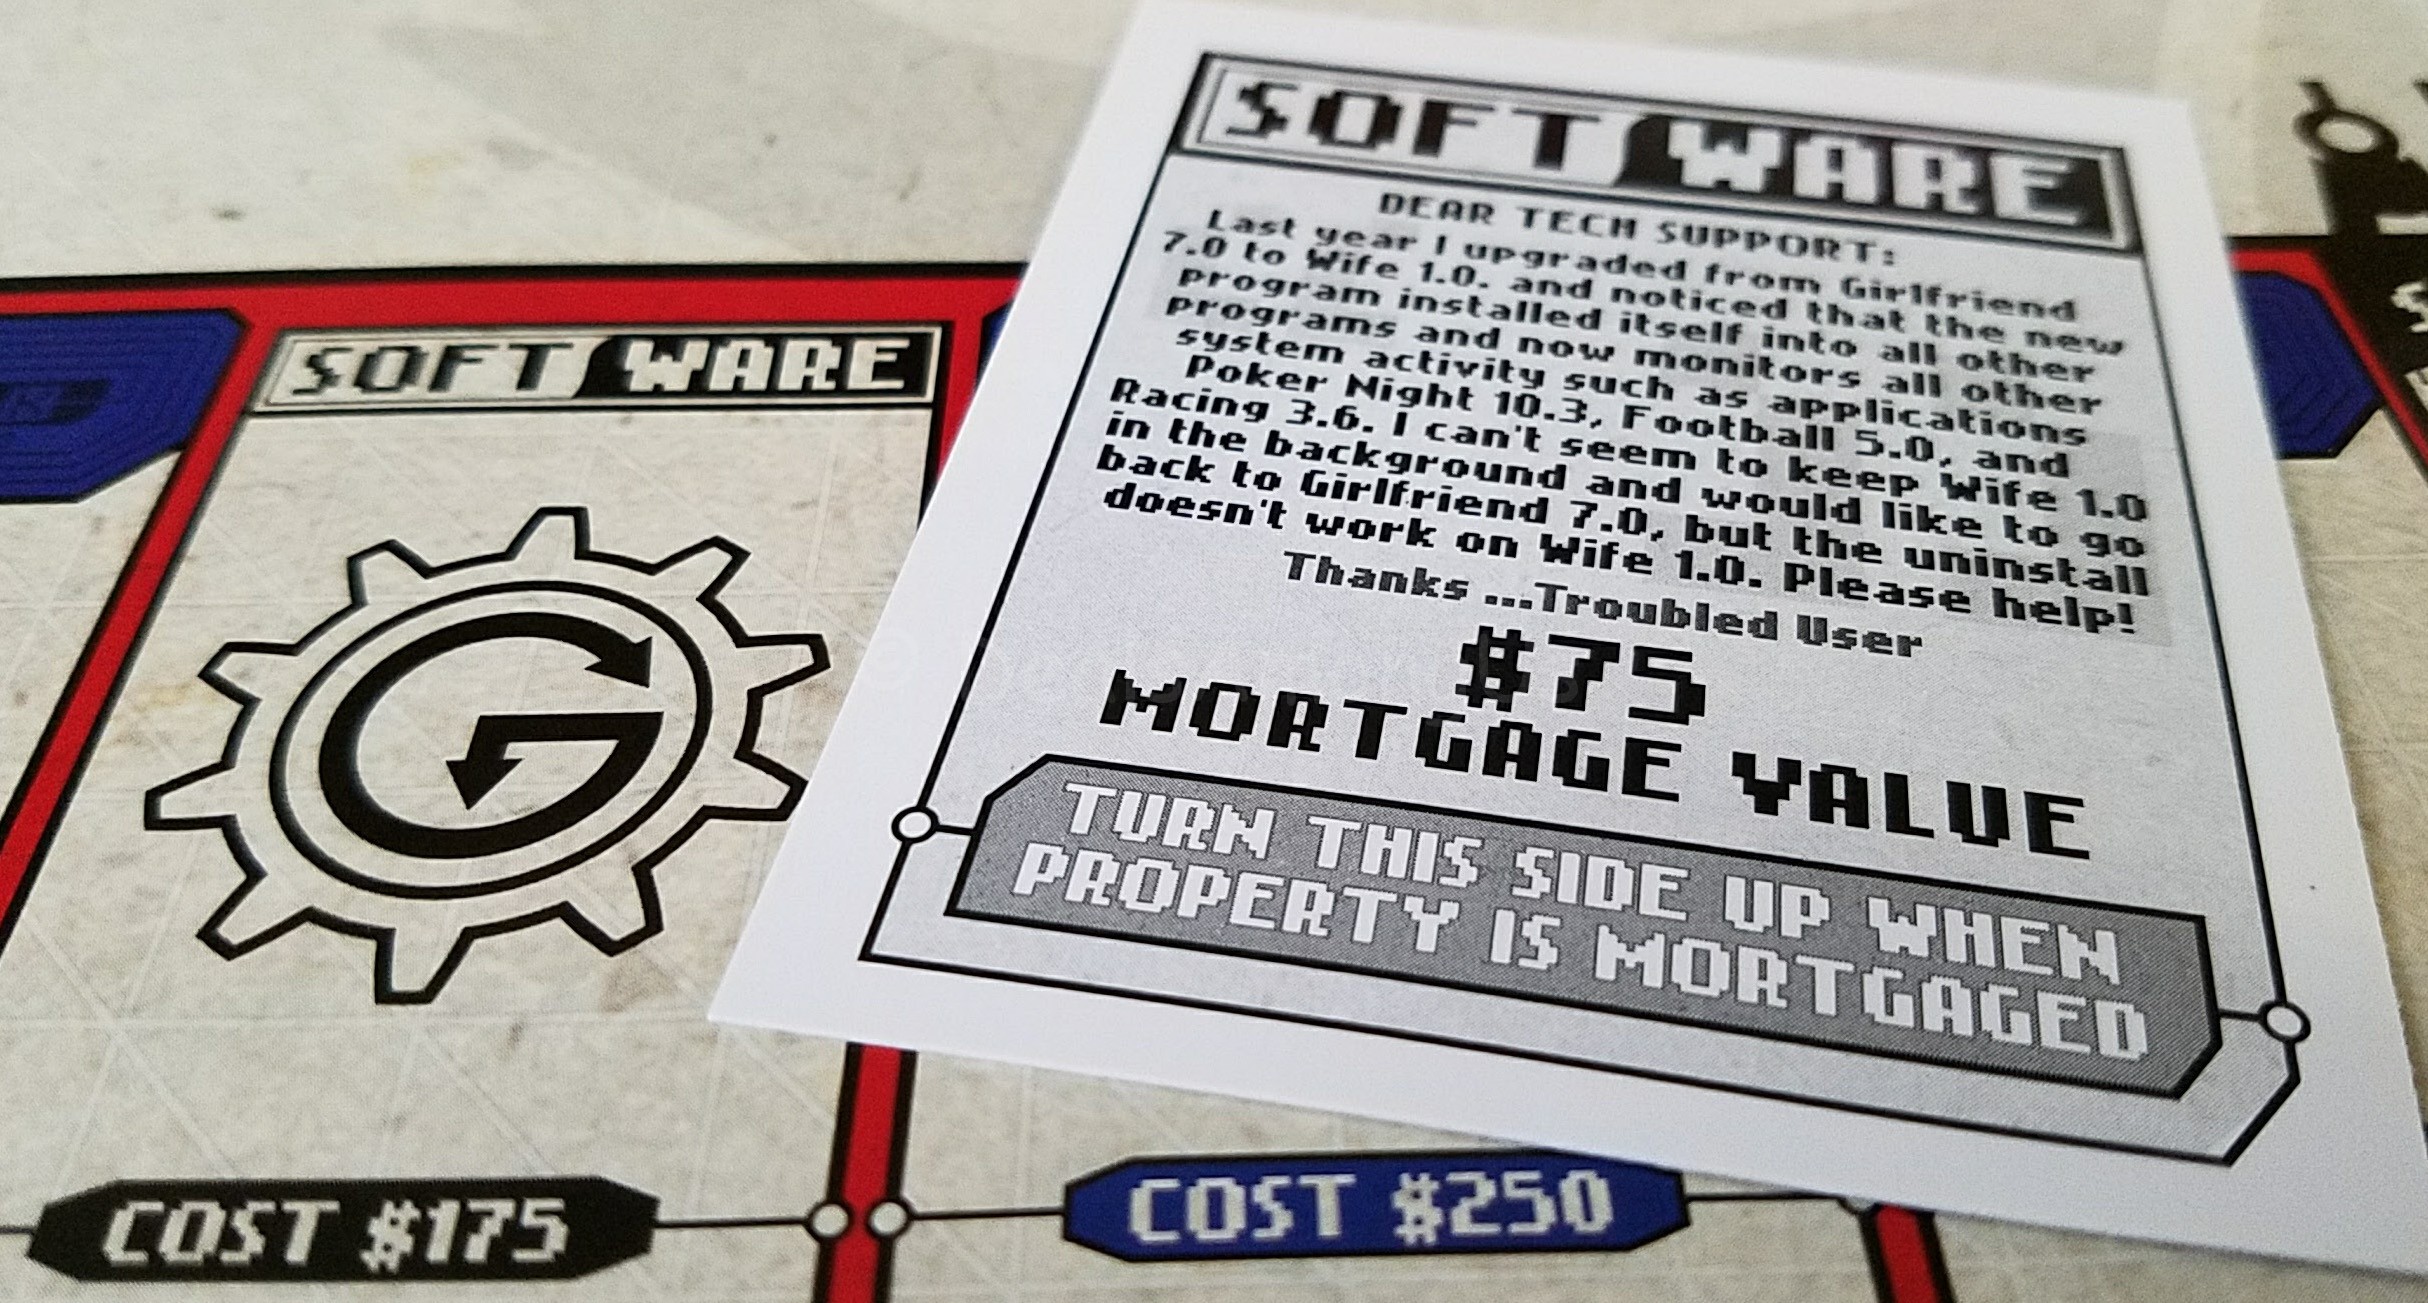 SOFTWARE
COST $175
COST $250
SOFTWARE
DEAR TECH SUPPORT:
Last year I upgraded from Girlfriend
7.0 to Wife 1.0. and noticed that the new
program installed itself into all other
programs and now monitors all other
system activity such as applications
Poker Night 10.3, Football 5.0, and
Racing 3.6. I can't seem to keep Wife 1.0
in the background and would like to go
back to Girlfriend 7.0, but the uninstall
doesn't work on Wife 1.0. Please help!
Thanks ...Troubled User
$75
MORTGAGE VALUE
TURN THIS SIDE UP WHEN
PROPERTY IS MORTGAGED